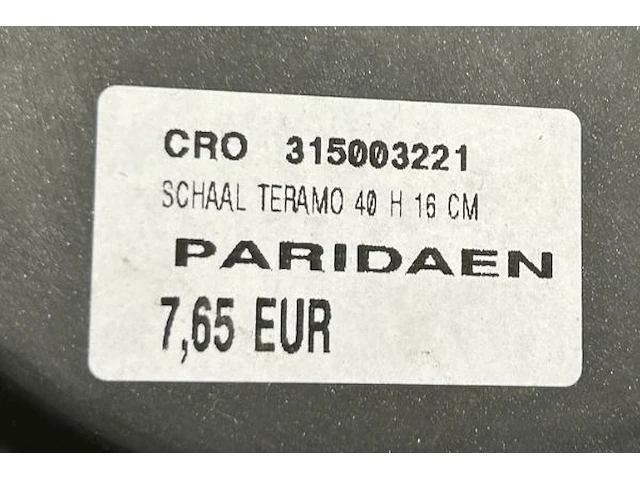 CRO 315003221
SCHAAL TERAMO 40 H 16 CM
PARIDAEN
7,65 EUR